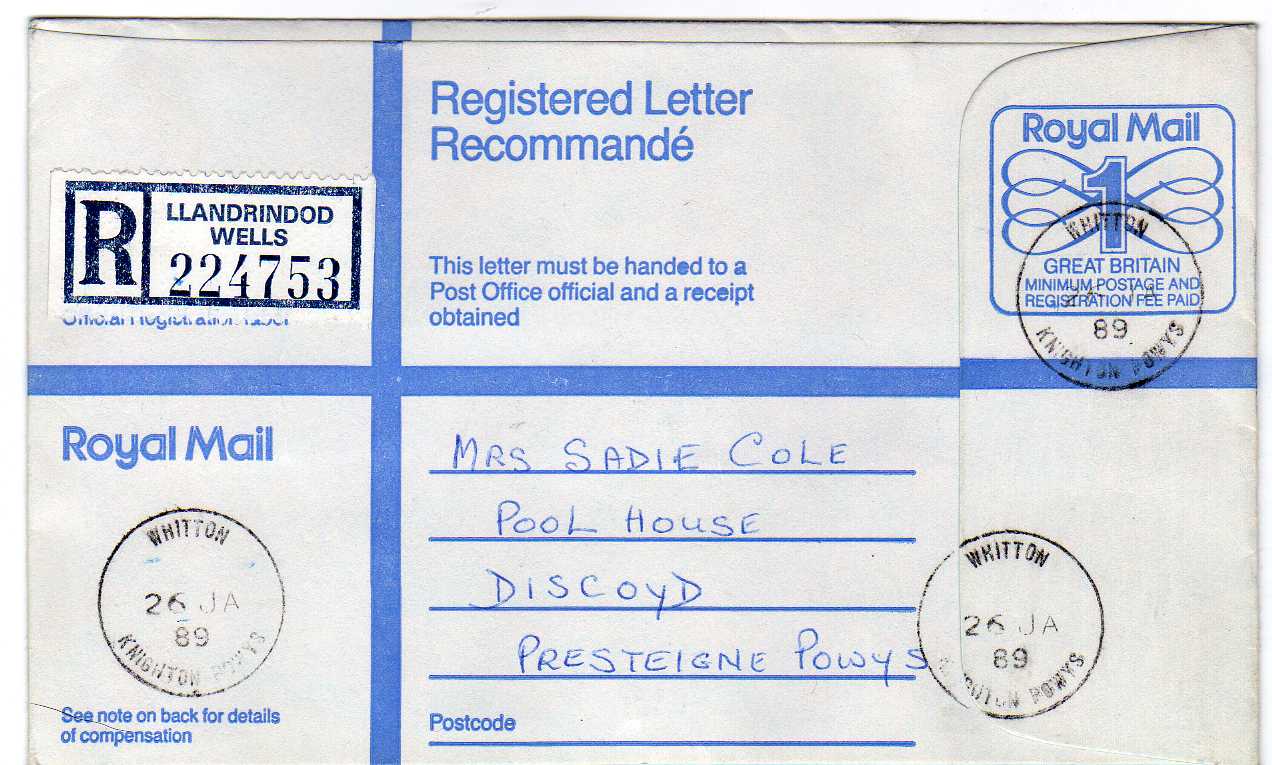 Registered Letter
Recommandé
Royal Mail
1
GREAT BRITAIN
MINIMUM POSTAGE AND
REGISTRATION FEE PAID
WHITTON
89
KNIGHTON POWYS
R
LLANDRINDOD
WELLS
224753
Official Registration Label
This letter must be handed to a
Post Office official and a receipt
obtained
Royal Mail
MRS SADIE COLE
POOL HOUSE
DISCOYD
PRESTEIGNE POWYS
WHITTON
26 JA
89
KNIGHTON POWYS
WHITTON
26 JA
89
POWYS
See note on back for details
of compensation
Postcode